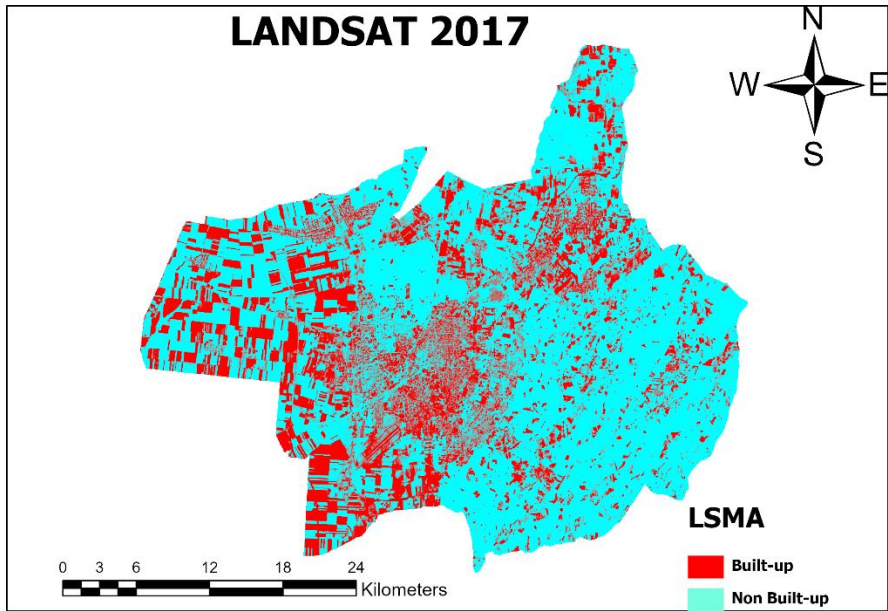 LANDSAT 2017
N
W E
S
LSMA
Built-up
Non Built-up
0 3 6 12 18 24
Kilometers